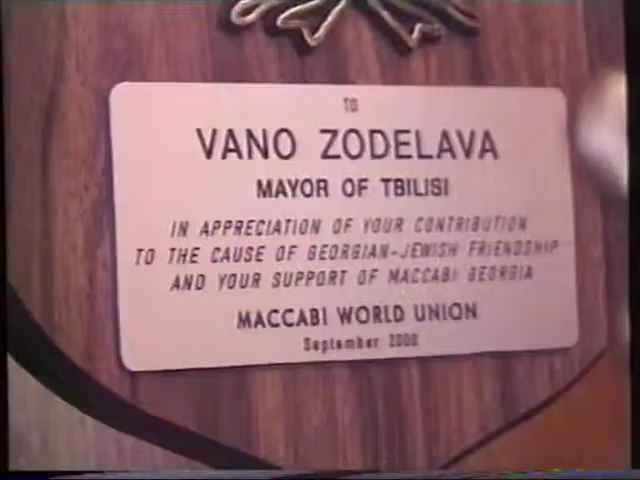 TO
VANO ZODELAVA
MAYOR OF TBILISI
IN APPRECIATION OF YOUR CONTRIBUTION
TO THE CAUSE OF GEORGIAN-JEWISH FRIENDSHIP
AND YOUR SUPPORT OF MACCABI GEORGIA
MACCABI WORLD UNION
September 2000